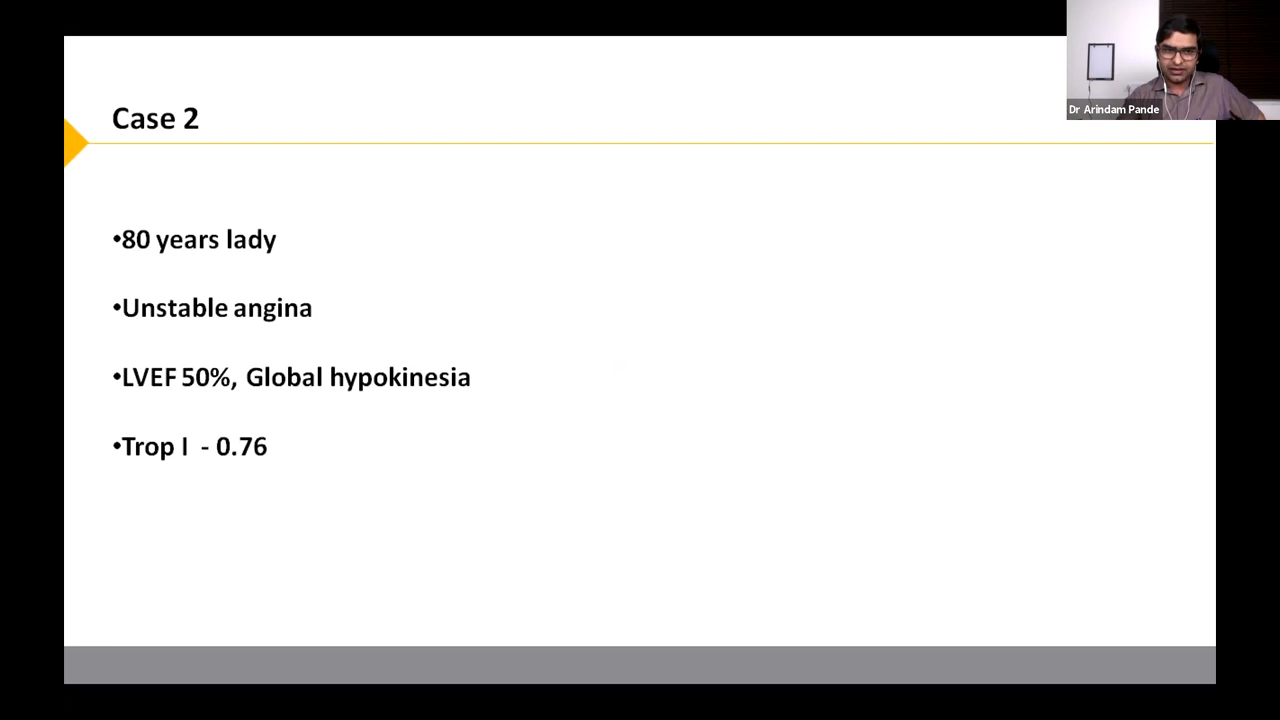 Dr Arindam Pande
Case 2
•80 years lady
•Unstable angina
•LVEF 50%, Global hypokinesia
•Trop I - 0.76